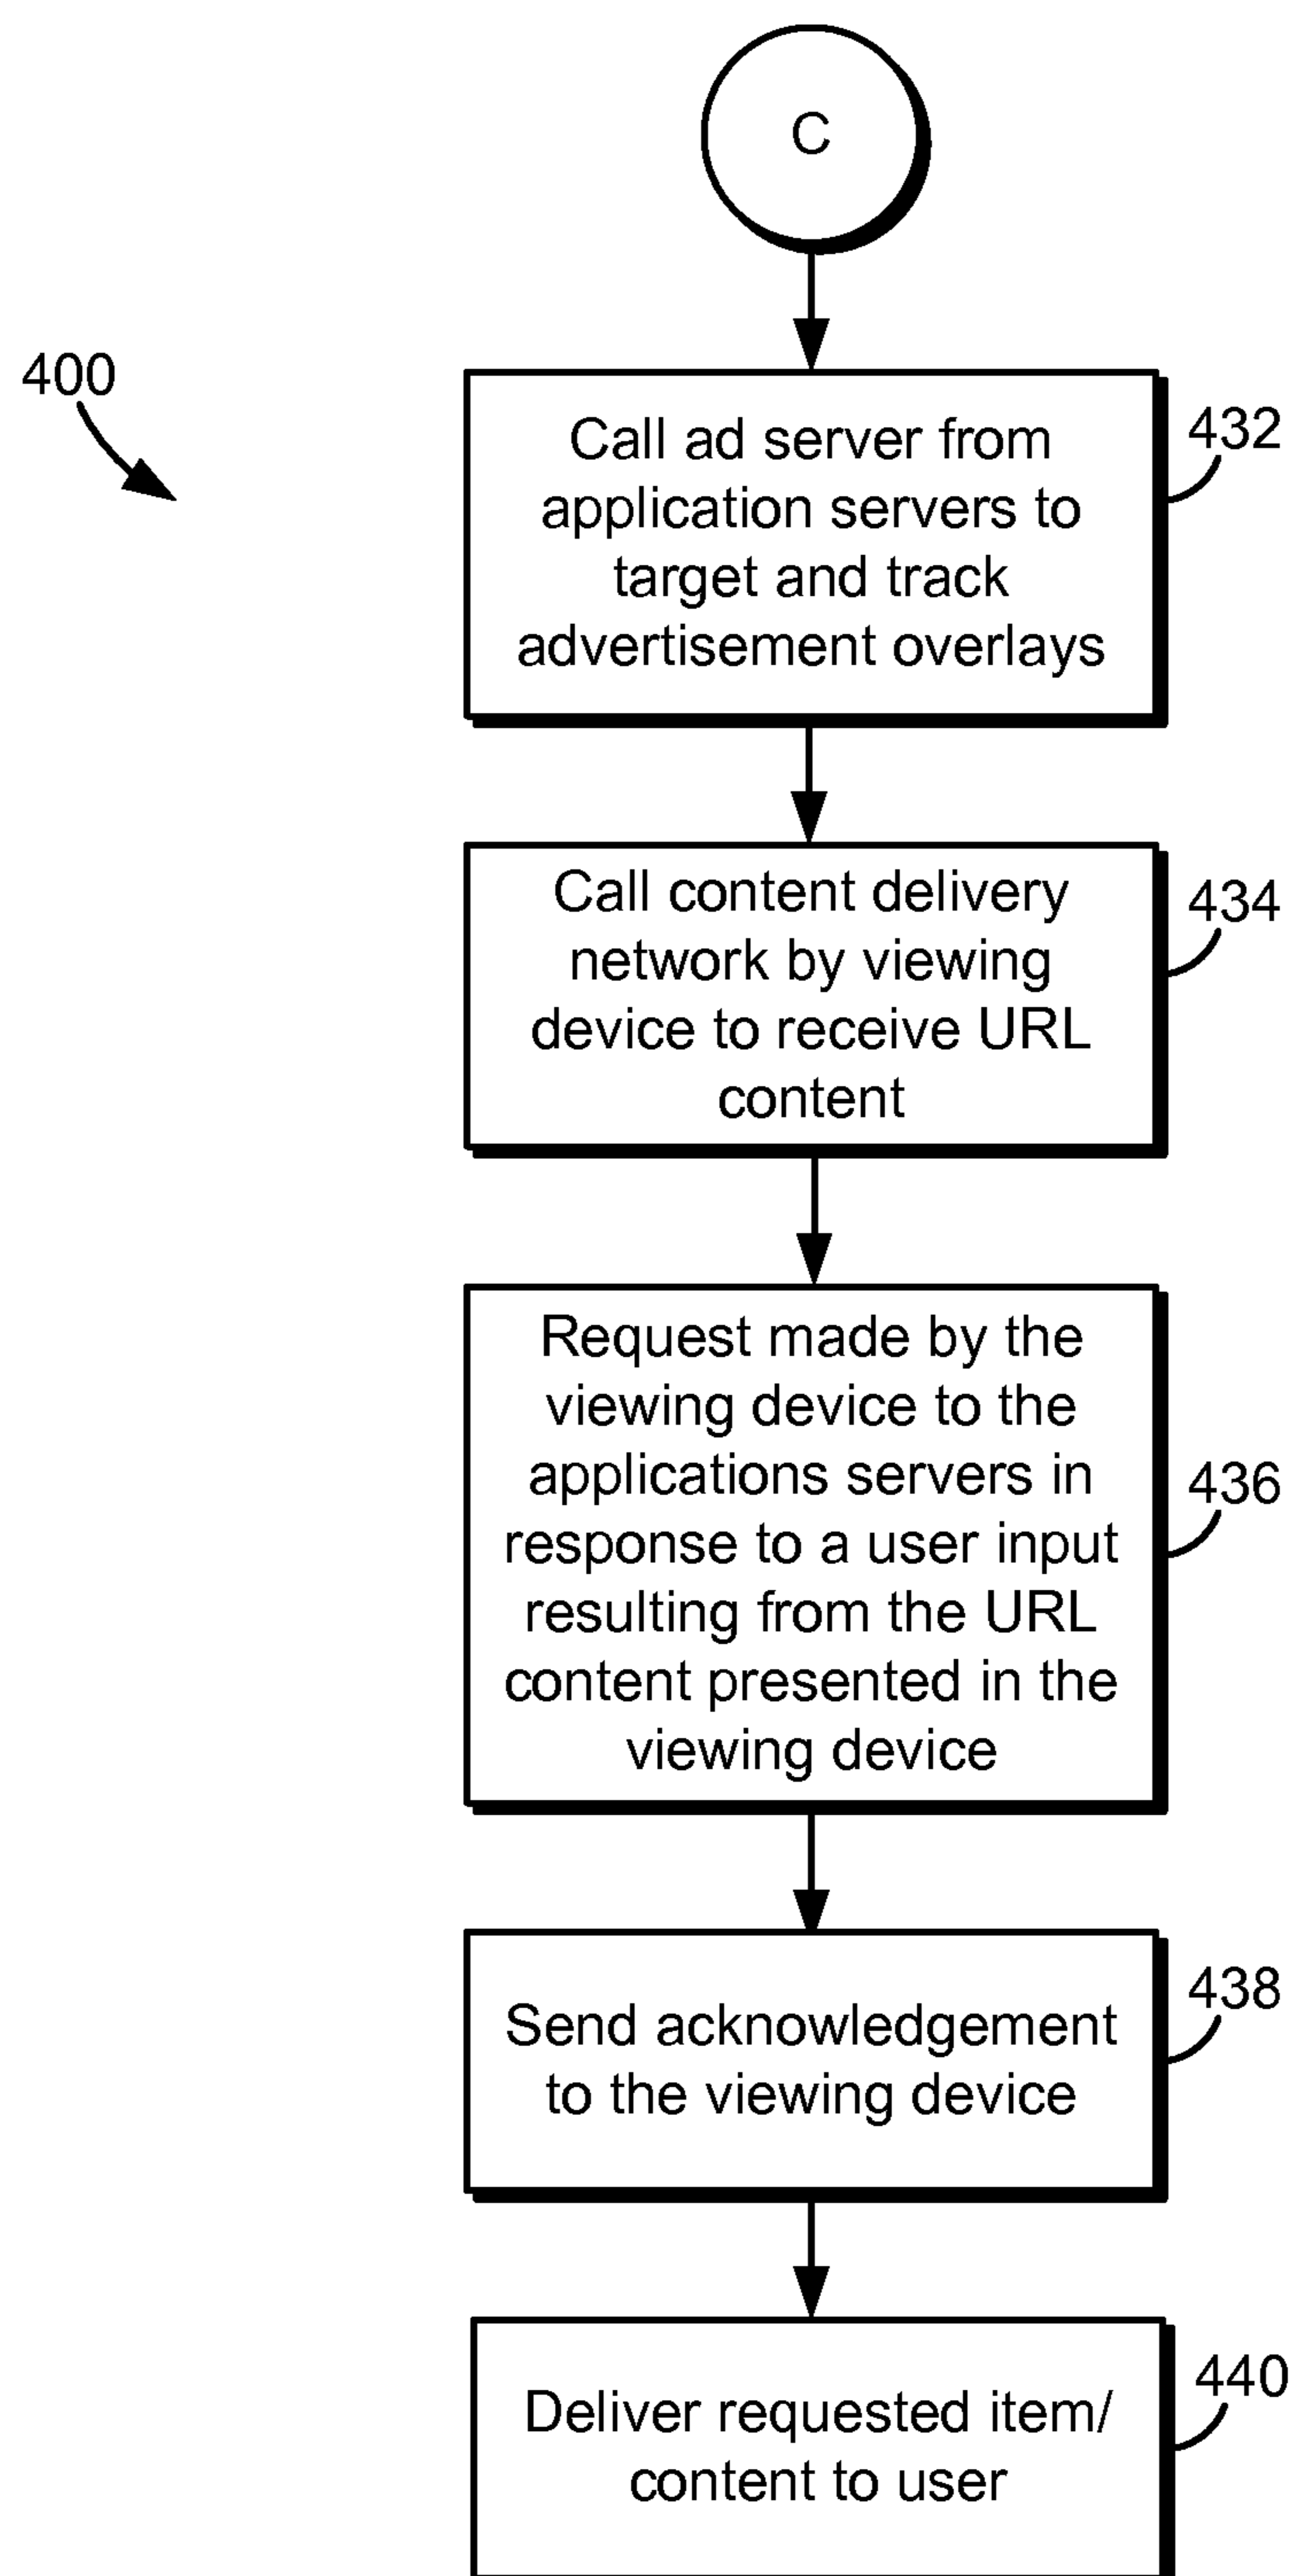 C
400
Call ad server from
application servers to
target and track
advertisement overlays
432
Call content delivery
network by viewing
device to receive URL
content
434
Request made by the
viewing device to the
applications servers in
response to a user input
resulting from the URL
content presented in the
viewing device
436
Send acknowledgement
to the viewing device
438
Deliver requested item/
content to user
440